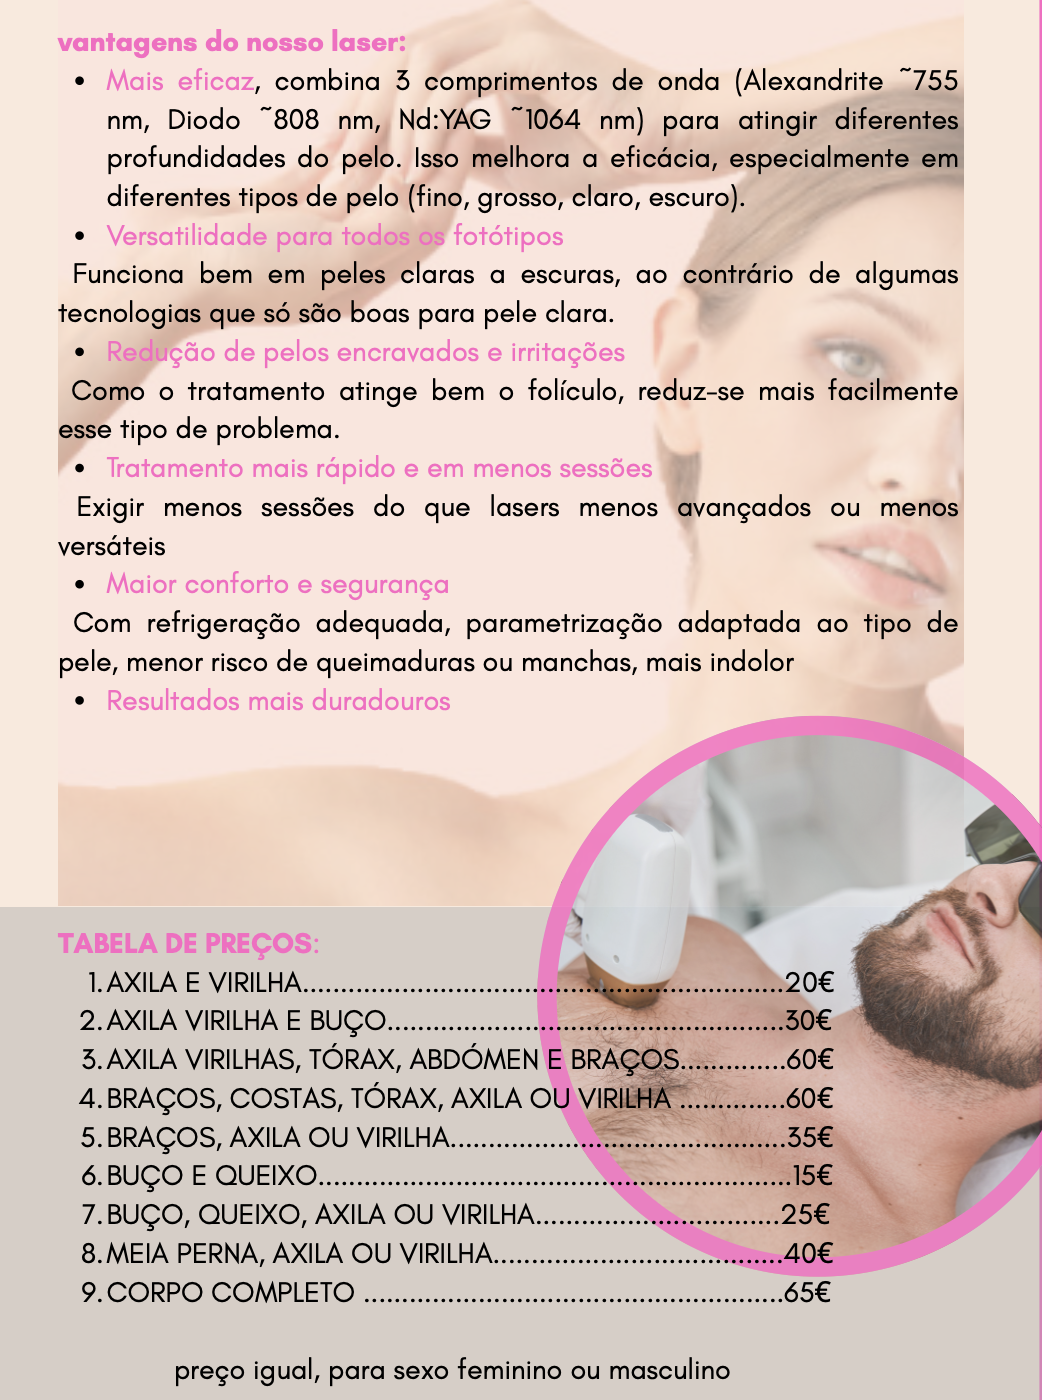 vantagens do nosso laser:
• Mais eficaz, combina 3 comprimentos de onda (Alexandrite ~755
nm, Diodo ~808 nm, Nd:YAG ~1064 nm) para atingir diferentes
profundidades do pelo. Isso melhora a eficácia, especialmente em
diferentes tipos de pelo (fino, grosso, claro, escuro).
• Versatilidade para todos os fotótipos
Funciona bem em peles claras a escuras, ao contrário de algumas
tecnologias que só são boas para pele clara.
• Redução de pelos encravados e irritações
Como o tratamento atinge bem o folículo, reduz-se mais facilmente
esse tipo de problema.
• Tratamento mais rápido e em menos sessões
Exigir menos sessões do que lasers menos avançados ou menos
versáteis
• Maior conforto e segurança
Com refrigeração adequada, parametrização adaptada ao tipo de
pele, menor risco de queimaduras ou manchas, mais indolor
• Resultados mais duradouros
TABELA DE PREÇOS:
1. AXILA E VIRILHA...............................................................20€
2. AXILA VIRILHA E BUÇO....................................................30€
3. AXILA VIRILHAS, TÓRAX, ABDÓMEN E BRAÇOS..............60€
4. BRAÇOS, COSTAS, TÓRAX, AXILA OU VIRILHA ..............60€
5. BRAÇOS, AXILA OU VIRILHA............................................35€
6. BUÇO E QUEIXO..............................................................15€
7. BUÇO, QUEIXO, AXILA OU VIRILHA................................25€
8. MEIA PERNA, AXILA OU VIRILHA......................................40€
9. CORPO COMPLETO .......................................................65€
preço igual, para sexo feminino ou masculino